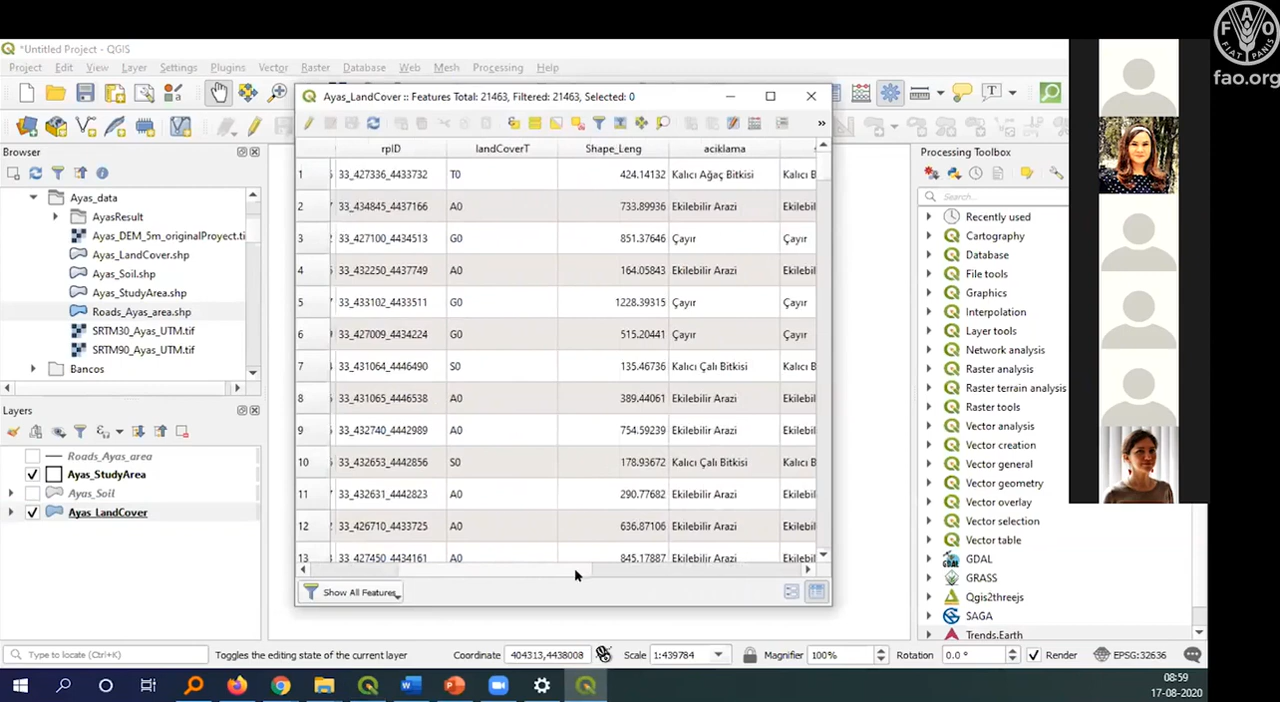 F A O
FIAT PANIS
fao.org
*Untitled Project - QGIS
Project Edit View Layer Settings Plugins Vector Raster Database Web Mesh Processing Help
Browser
Ayas_data
AyasResult
Ayas_DEM_5m_originalProyect.ti
Ayas_LandCover.shp
Ayas_Soil.shp
Ayas_StudyArea.shp
Roads_Ayas_area.shp
SRTM30_Ayas_UTM.tif
SRTM90_Ayas_UTM.tif
Bancos
Layers
Roads_Ayas_area
Ayas_StudyArea
Ayas_Soil
Ayas_LandCover
Ayas_LandCover :: Features Total: 21463, Filtered: 21463, Selected: 0
rpID landCoverT Shape_Leng aciklama
1 33_427336_4433732 T0 424.14132 Kalıcı Ağaç Bitkisi Kalıcı A
2 33_434845_4437166 A0 733.89936 Ekilebilir Arazi Ekilebil
3 33_427100_4434513 G0 851.37646 Çayır Çayır
4 33_432250_4437749 A0 164.05843 Ekilebilir Arazi Ekilebil
5 33_433102_4433511 G0 1228.39315 Çayır Çayır
6 33_427009_4434224 G0 515.20441 Çayır Çayır
7 33_431064_4446490 S0 135.46736 Kalıcı Çalı Bitkisi Kalıcı B
8 33_431065_4446538 A0 389.44061 Ekilebilir Arazi Ekilebil
9 33_432740_4442989 A0 754.59239 Ekilebilir Arazi Ekilebil
10 33_432653_4442856 S0 178.93672 Kalıcı Çalı Bitkisi Kalıcı B
11 33_432631_4442823 A0 290.77682 Ekilebilir Arazi Ekilebil
12 33_426710_4433725 A0 636.87106 Ekilebilir Arazi Ekilebil
13 33_427450_4434161 A0 845.17887 Ekilebilir Arazi Ekilebil
Show All Features
Processing Toolbox
Search...
Recently used
Cartography
Database
File tools
Graphics
Interpolation
Layer tools
Network analysis
Raster analysis
Raster terrain analysis
Raster tools
Vector analysis
Vector creation
Vector general
Vector geometry
Vector overlay
Vector selection
Vector table
GDAL
GRASS
Qgis2threejs
SAGA
Trends.Earth
Type to locate (Ctrl+K) Toggles the editing state of the current layer Coordinate 404313,4438008 Scale 1:439784 Magnifier 100% Rotation 0.0 ° Render EPSG:32636
08:59
17-08-2020